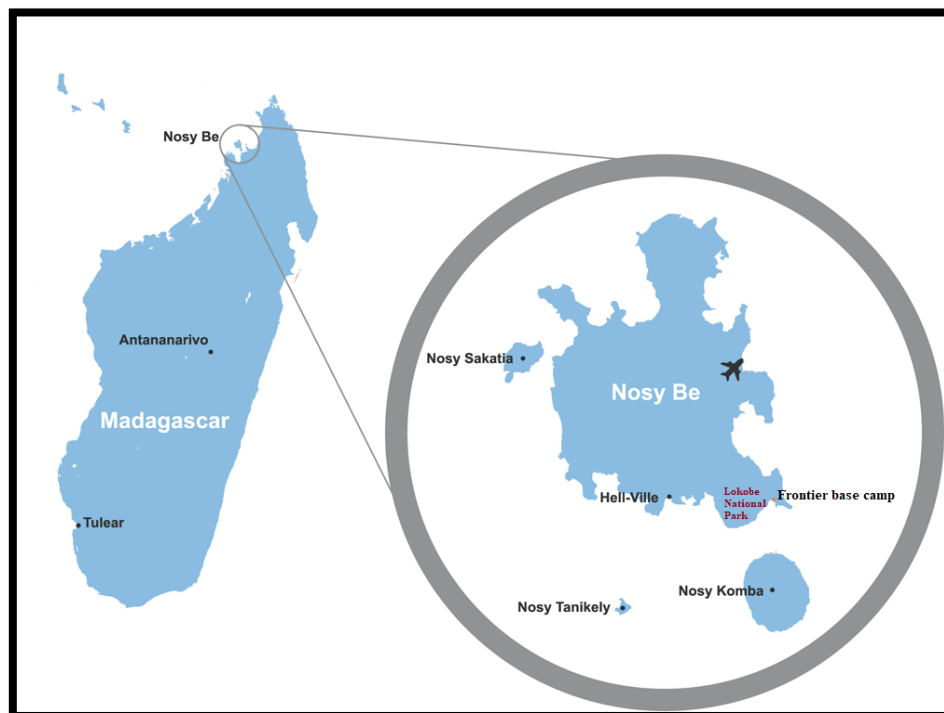 Nosy Be
Antananarivo
Madagascar
Tulear
Nosy Sakatia
Nosy Be
Hell-Ville
Lokobe
National
Park
Frontier base camp
Nosy Komba
Nosy Tanikely